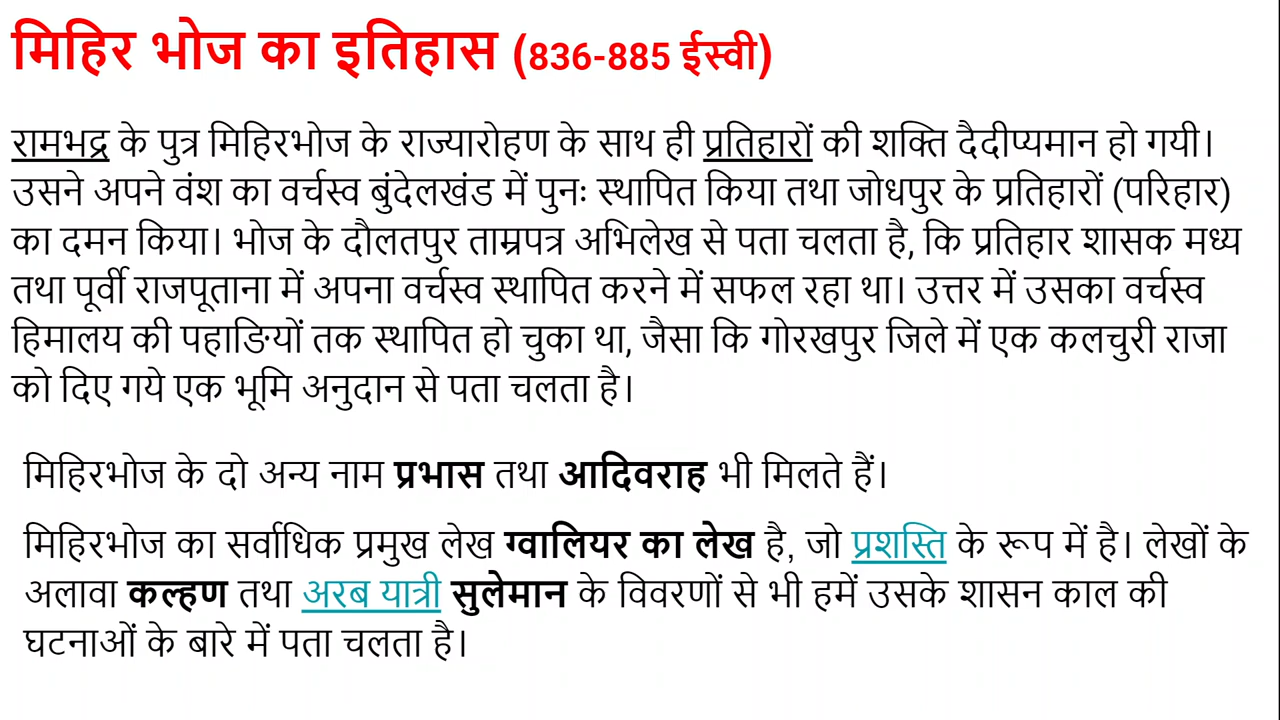 मिहिर भोज का इतिहास (836-885 ईस्वी)
रामभद्र के पुत्र मिहिरभोज के राज्यारोहण के साथ ही प्रतिहारों की शक्ति दैदीप्यमान हो गयी।
उसने अपने वंश का वर्चस्व बुंदेलखंड में पुनः स्थापित किया तथा जोधपुर के प्रतिहारों (परिहार)
का दमन किया। भोज के दौलतपुर ताम्रपत्र अभिलेख से पता चलता है, कि प्रतिहार शासक मध्य
तथा पूर्वी राजपूताना में अपना वर्चस्व स्थापित करने में सफल रहा था। उत्तर में उसका वर्चस्व
हिमालय की पहाङियों तक स्थापित हो चुका था, जैसा कि गोरखपुर जिले में एक कलचुरी राजा
को दिए गये एक भूमि अनुदान से पता चलता है।
मिहिरभोज के दो अन्य नाम प्रभास तथा आदिवराह भी मिलते हैं।
मिहिरभोज का सर्वाधिक प्रमुख लेख ग्वालियर का लेख है, जो प्रशस्ति के रूप में है। लेखों के
अलावा कल्हण तथा अरब यात्री सुलेमान के विवरणों से भी हमें उसके शासन काल की
घटनाओं के बारे में पता चलता है।